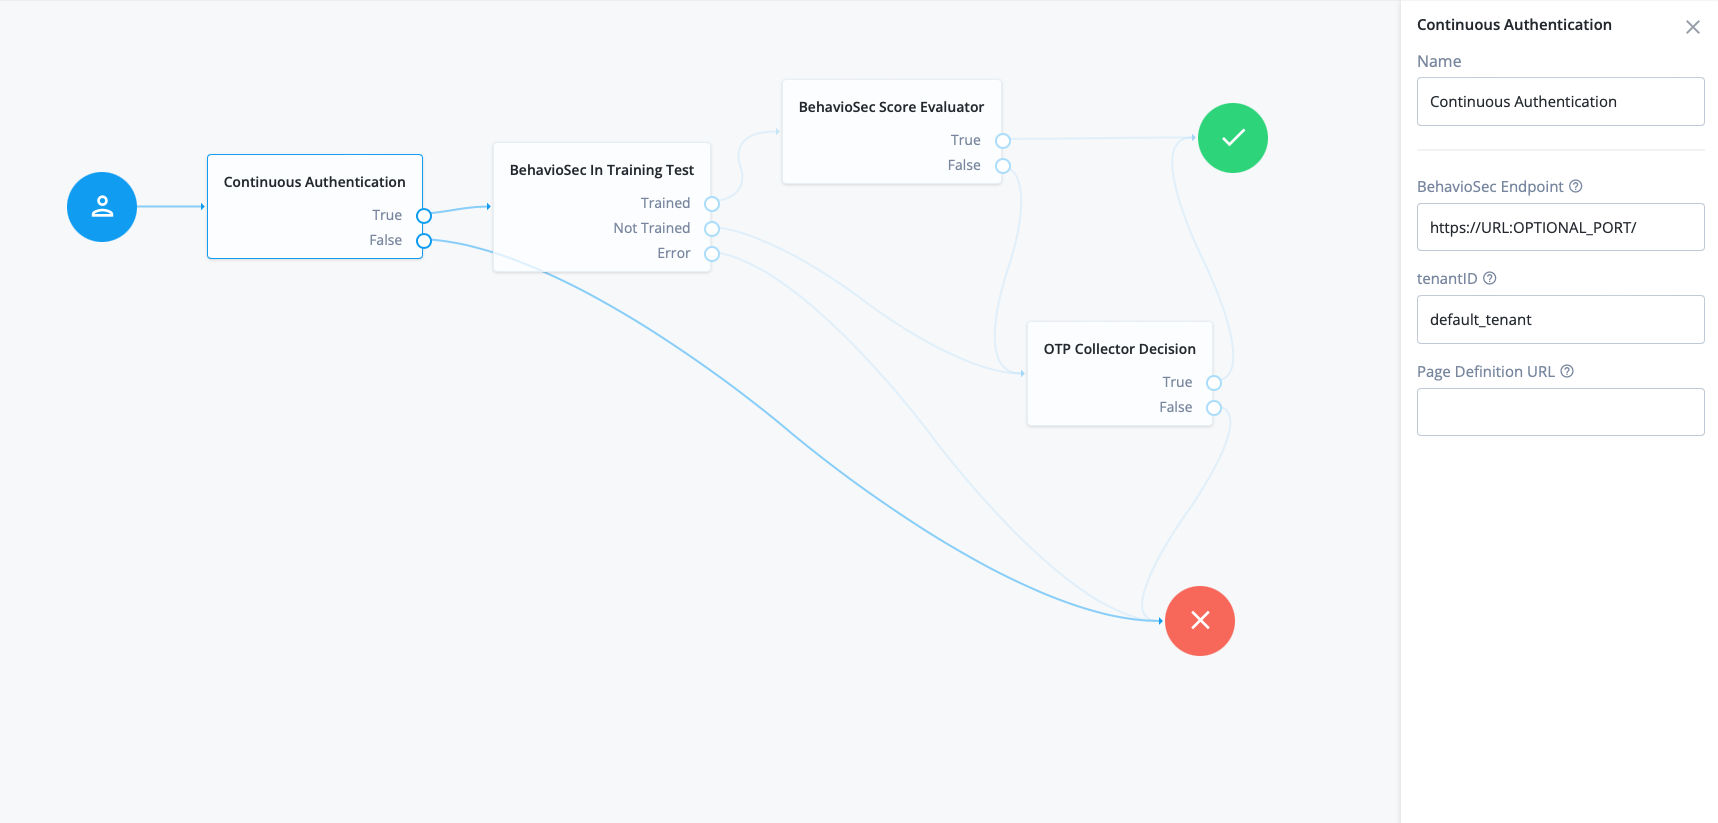 Continuous Authentication
True
False
BehavioSec In Training Test
Trained
Not Trained
Error
BehavioSec Score Evaluator
True
False
OTP Collector Decision
True
False
Continuous Authentication
Name
Continuous Authentication
BehavioSec Endpoint
https://URL:OPTIONAL_PORT/
tenantID
default_tenant
Page Definition URL